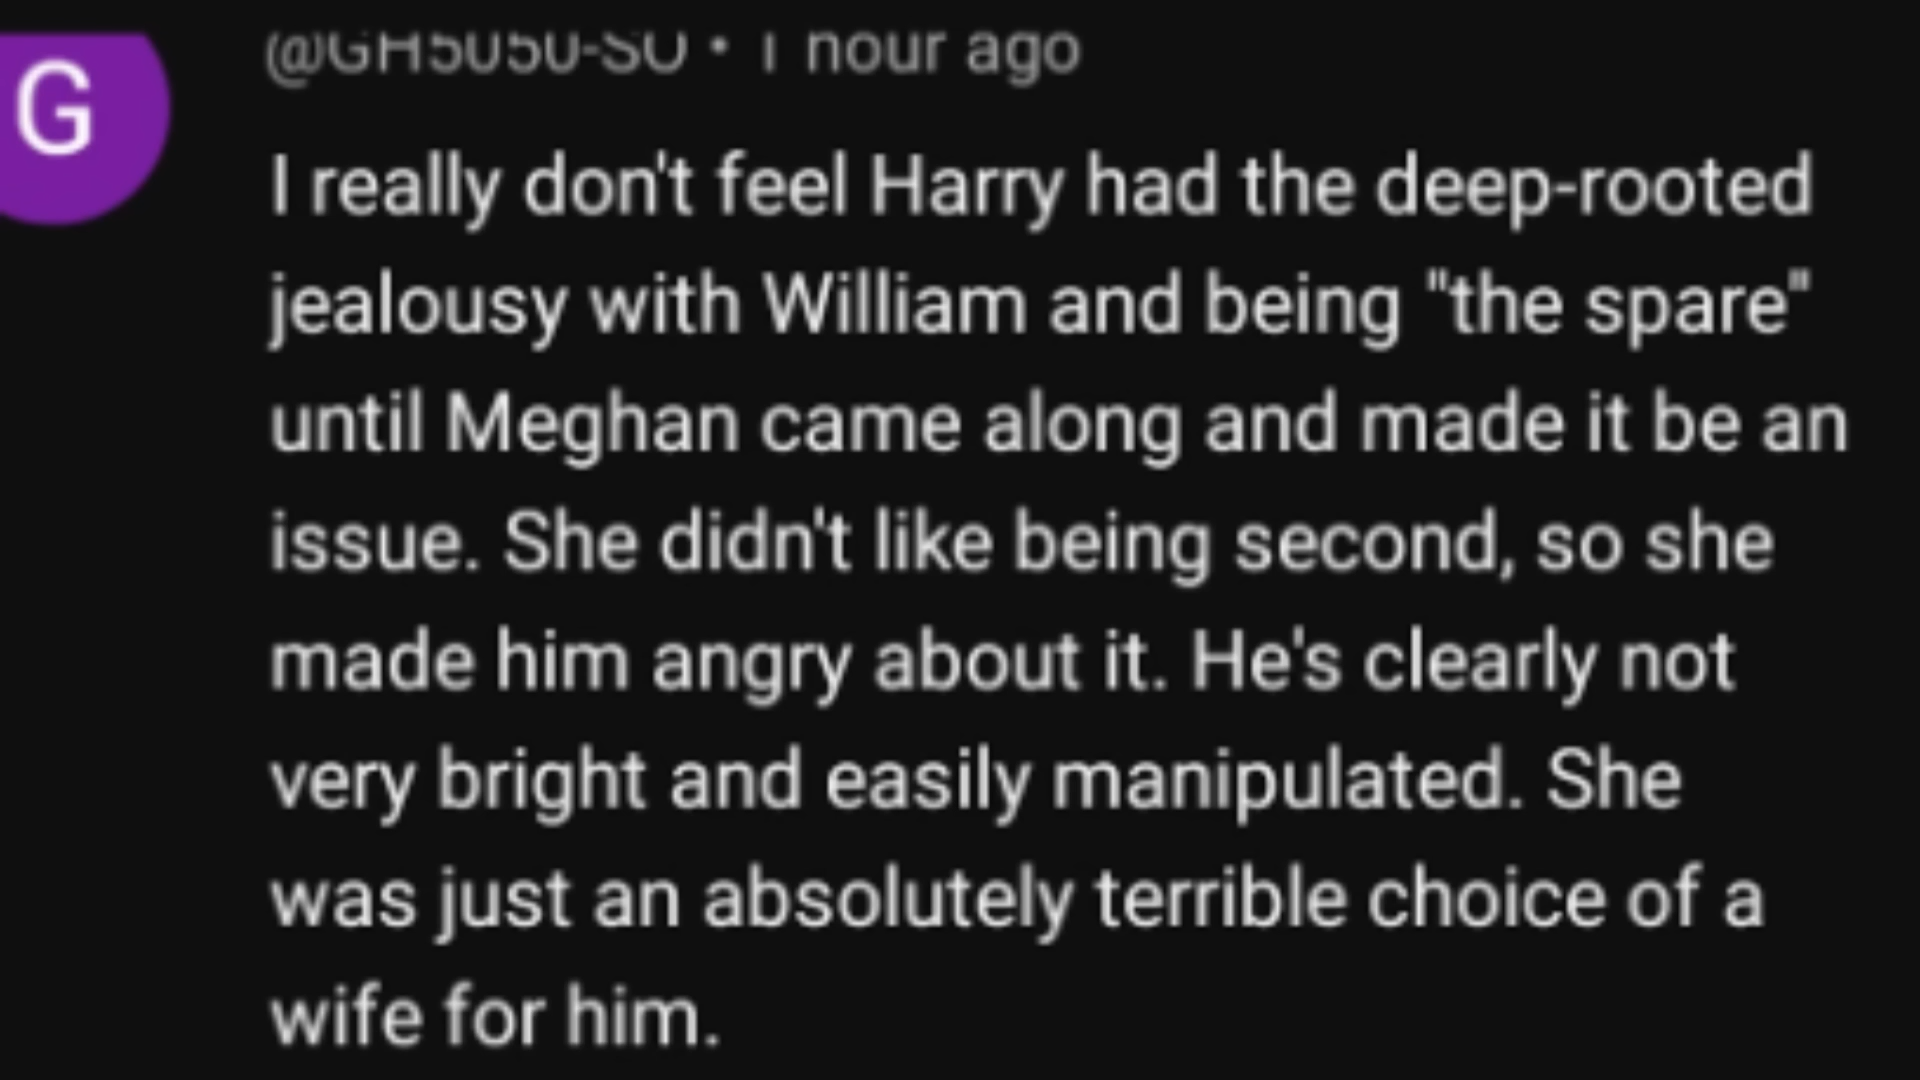 G
@GH5050-SO • 1 hour ago
I really don't feel Harry had the deep-rooted
jealousy with William and being "the spare"
until Meghan came along and made it be an
issue. She didn't like being second, so she
made him angry about it. He's clearly not
very bright and easily manipulated. She
was just an absolutely terrible choice of a
wife for him.